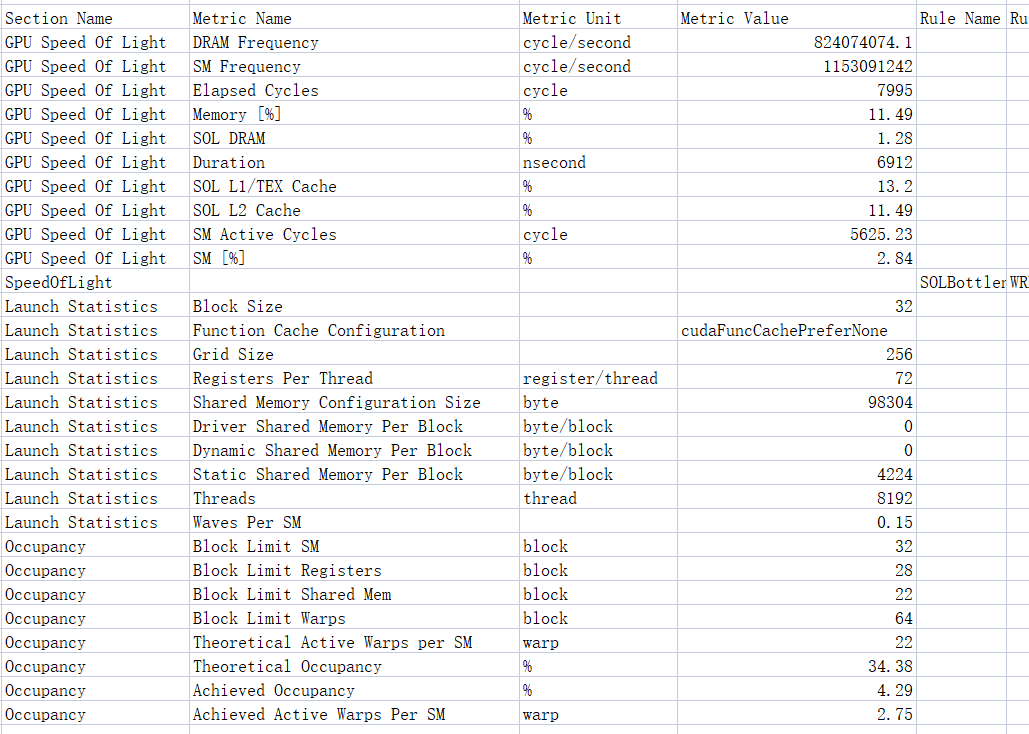 Section Name Metric Name Metric Unit Metric Value Rule Name Ru
GPU Speed Of Light DRAM Frequency cycle/second 824074074.1
GPU Speed Of Light SM Frequency cycle/second 1153091242
GPU Speed Of Light Elapsed Cycles cycle 7995
GPU Speed Of Light Memory [%] % 11.49
GPU Speed Of Light SOL DRAM % 1.28
GPU Speed Of Light Duration nsecond 6912
GPU Speed Of Light SOL L1/TEX Cache % 13.2
GPU Speed Of Light SOL L2 Cache % 11.49
GPU Speed Of Light SM Active Cycles cycle 5625.23
GPU Speed Of Light SM [%] % 2.84
SpeedOfLight SOLBottler WR
Launch Statistics Block Size 32
Launch Statistics Function Cache Configuration cudaFuncCachePreferNone
Launch Statistics Grid Size 256
Launch Statistics Registers Per Thread register/thread 72
Launch Statistics Shared Memory Configuration Size byte 98304
Launch Statistics Driver Shared Memory Per Block byte/block 0
Launch Statistics Dynamic Shared Memory Per Block byte/block 0
Launch Statistics Static Shared Memory Per Block byte/block 4224
Launch Statistics Threads thread 8192
Launch Statistics Waves Per SM 0.15
Occupancy Block Limit SM block 32
Occupancy Block Limit Registers block 28
Occupancy Block Limit Shared Mem block 22
Occupancy Block Limit Warps block 64
Occupancy Theoretical Active Warps per SM warp 22
Occupancy Theoretical Occupancy % 34.38
Occupancy Achieved Occupancy % 4.29
Occupancy Achieved Active Warps Per SM warp 2.75